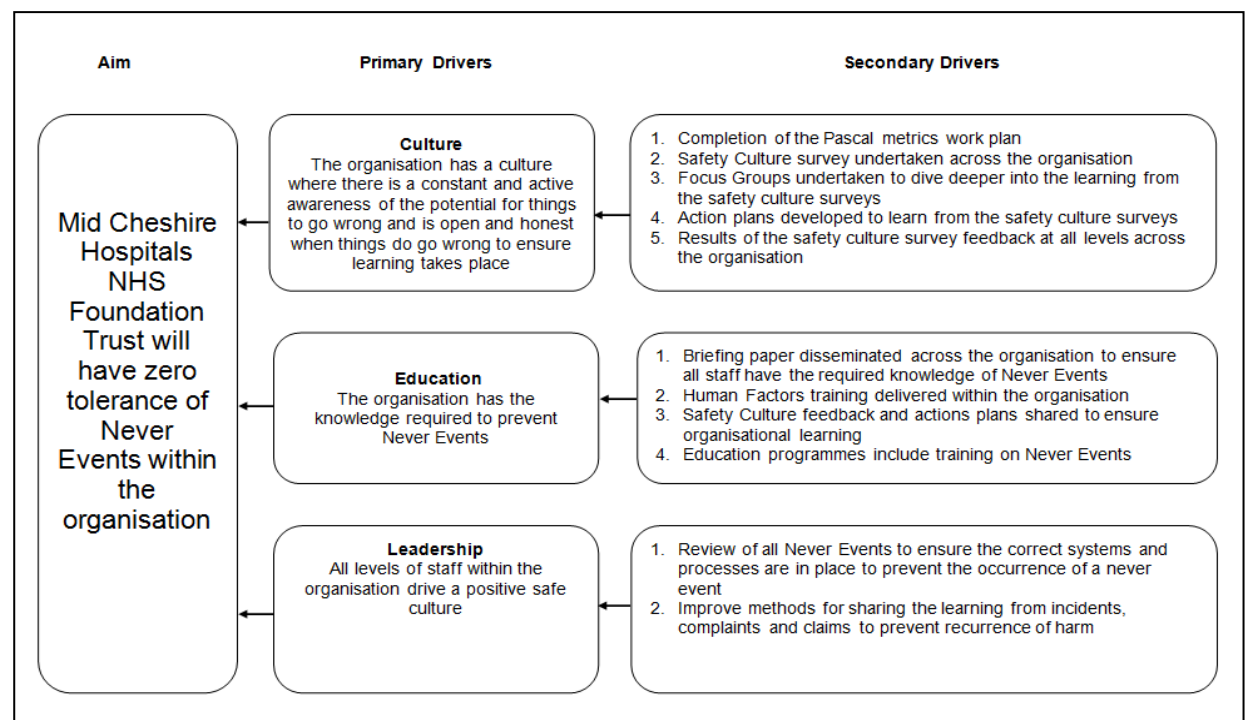 Aim
Primary Drivers
Secondary Drivers
Mid Cheshire
Hospitals
NHS
Foundation
Trust will
have zero
tolerance of
Never
Events within
the
organisation
Culture
The organisation has a culture
where there is a constant and active
awareness of the potential for things
to go wrong and is open and honest
when things do go wrong to ensure
learning takes place
1. Completion of the Pascal metrics work plan
2. Safety Culture survey undertaken across the organisation
3. Focus Groups undertaken to dive deeper into the learning from
the safety culture surveys
4. Action plans developed to learn from the safety culture surveys
5. Results of the safety culture survey feedback at all levels across
the organisation
Education
The organisation has the
knowledge required to prevent
Never Events
1. Briefing paper disseminated across the organisation to ensure
all staff have the required knowledge of Never Events
2. Human Factors training delivered within the organisation
3. Safety Culture feedback and actions plans shared to ensure
organisational learning
4. Education programmes include training on Never Events
Leadership
All levels of staff within the
organisation drive a positive safe
culture
1. Review of all Never Events to ensure the correct systems and
processes are in place to prevent the occurrence of a never
event
2. Improve methods for sharing the learning from incidents,
complaints and claims to prevent recurrence of harm